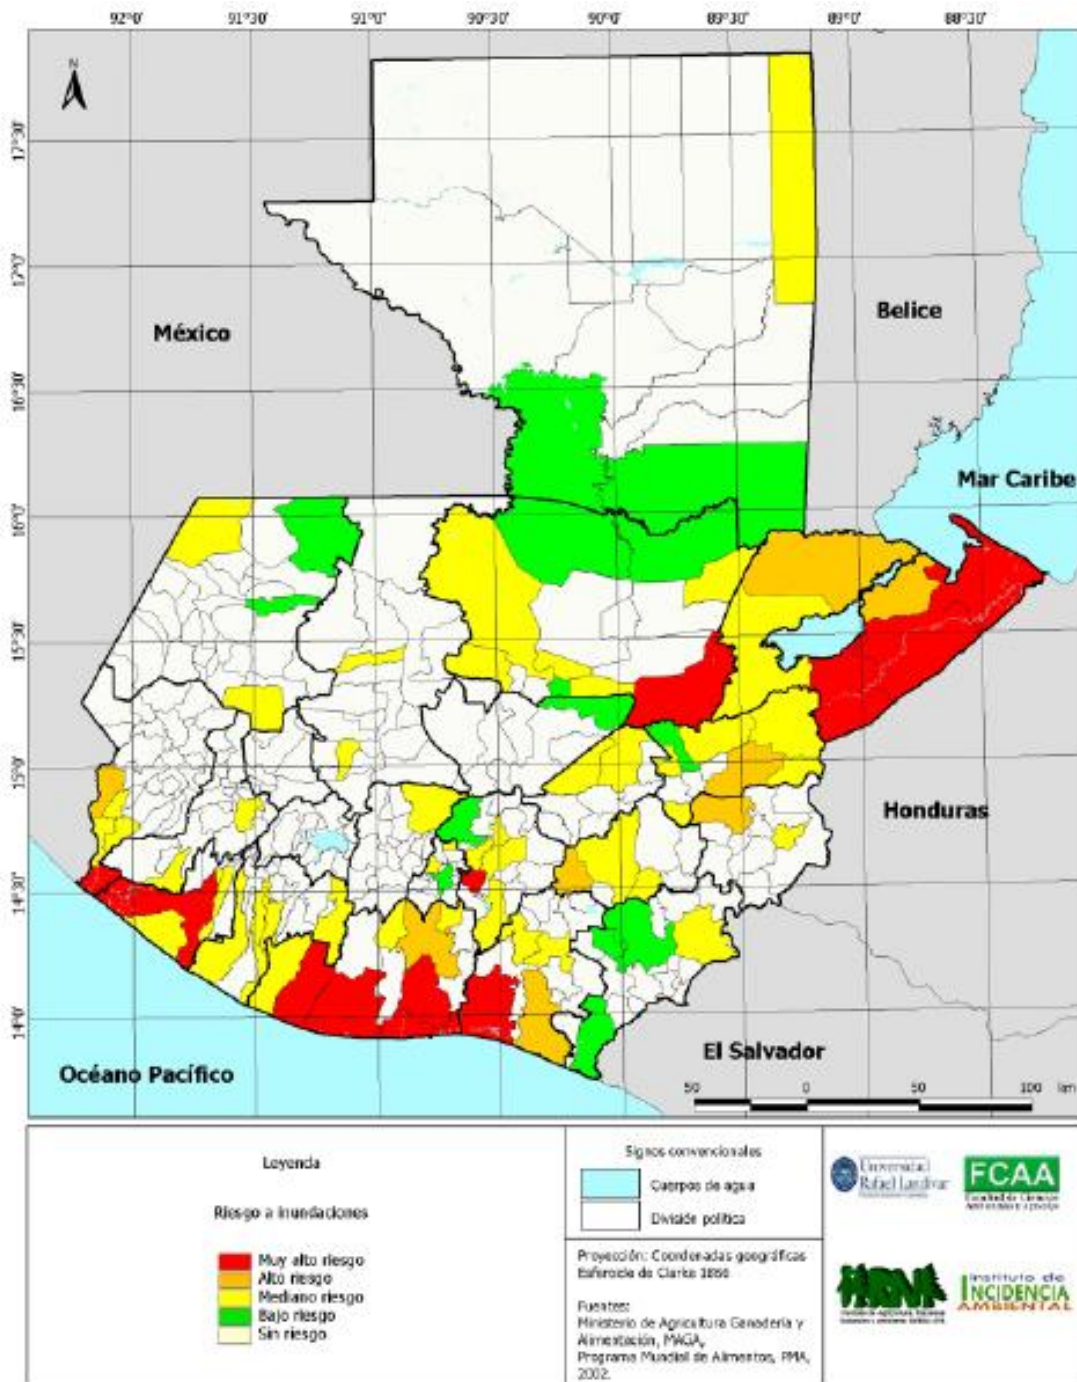 92°0' 91°30' 91°0' 90°30' 90°0' 89°30' 89°0' 88°30'
N
17°30'
17°0'
México
Belice
16°30'
Mar Caribe
16°0'
15°30'
15°0'
Honduras
14°30'
14°0'
El Salvador
Océano Pacífico
50 0 50 100 km
Leyenda
Riesgo a inundaciones
Muy alto riesgo
Alto riesgo
Mediano riesgo
Bajo riesgo
Sin riesgo
Signos convencionales
Cuerpos de agua
División política
Proyección: Coordenadas geográficas
Esferoide de Clarke 1866
Fuentes:
Ministerio de Agricultura Ganadería y
Alimentación, MAGA,
Programa Mundial de Alimentos, PMA,
2002.
Universidad
Rafael Landívar
FCAA
Instituto de
INCIDENCIA
AMBIENTAL